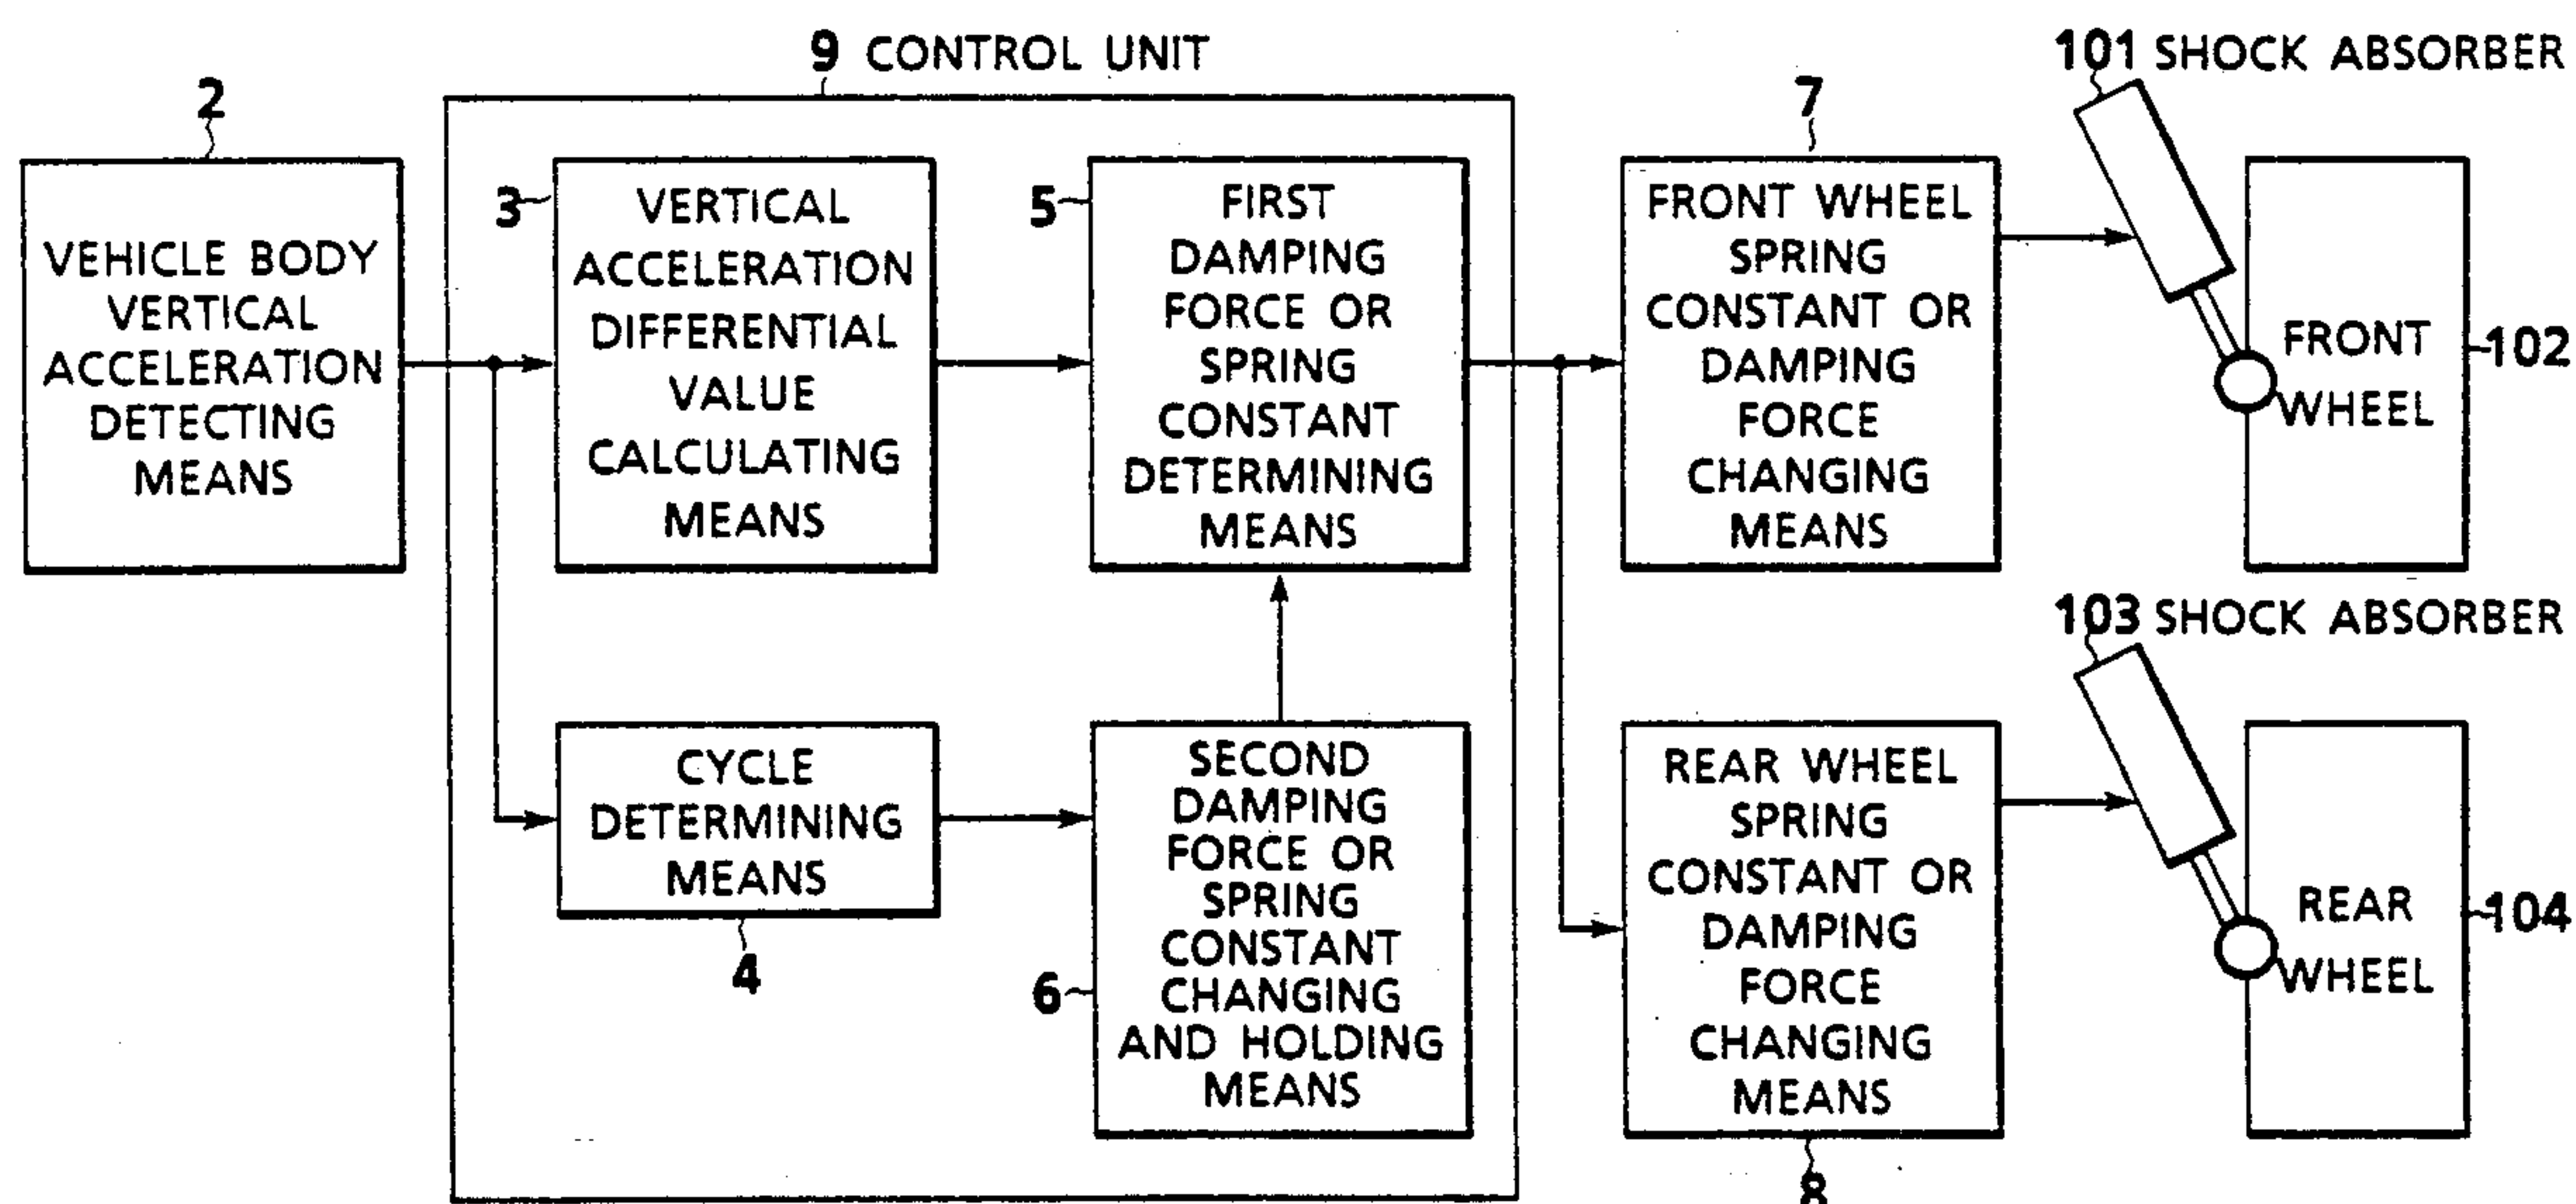 9 CONTROL UNIT
101 SHOCK ABSORBER
2
VEHICLE BODY
VERTICAL
ACCELERATION
DETECTING
MEANS
3
VERTICAL
ACCELERATION
DIFFERENTIAL
VALUE
CALCULATING
MEANS
5
FIRST
DAMPING
FORCE OR
SPRING
CONSTANT
DETERMINING
MEANS
7
FRONT WHEEL
SPRING
CONSTANT OR
DAMPING
FORCE
CHANGING
MEANS
FRONT
WHEEL
102
CYCLE
DETERMINING
MEANS
4
6
SECOND
DAMPING
FORCE OR
SPRING
CONSTANT
CHANGING
AND HOLDING
MEANS
REAR WHEEL
SPRING
CONSTANT OR
DAMPING
FORCE
CHANGING
MEANS
8
103 SHOCK ABSORBER
REAR
WHEEL
104